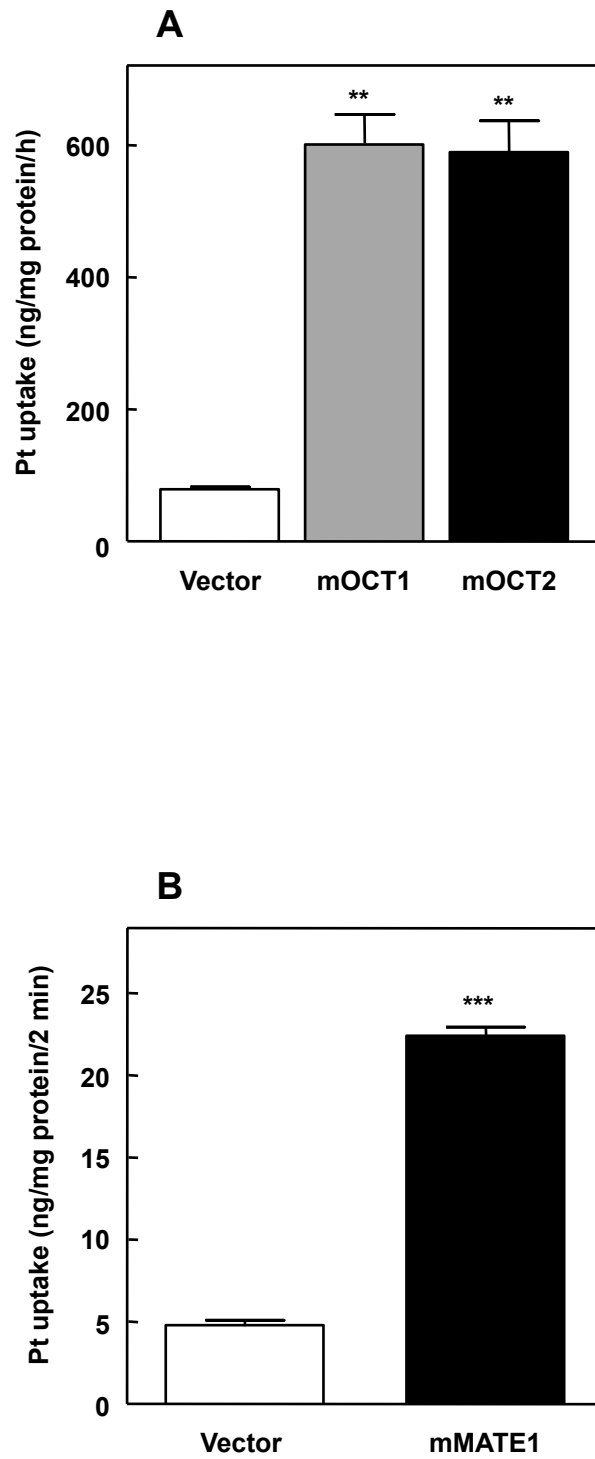 A
Pt uptake (ng/mg protein/h)
600
400
200
0
** **
Vector mOCT1 mOCT2
B
Pt uptake (ng/mg protein/2 min)
25
20
15
10
5
0
***
Vector mMATE1